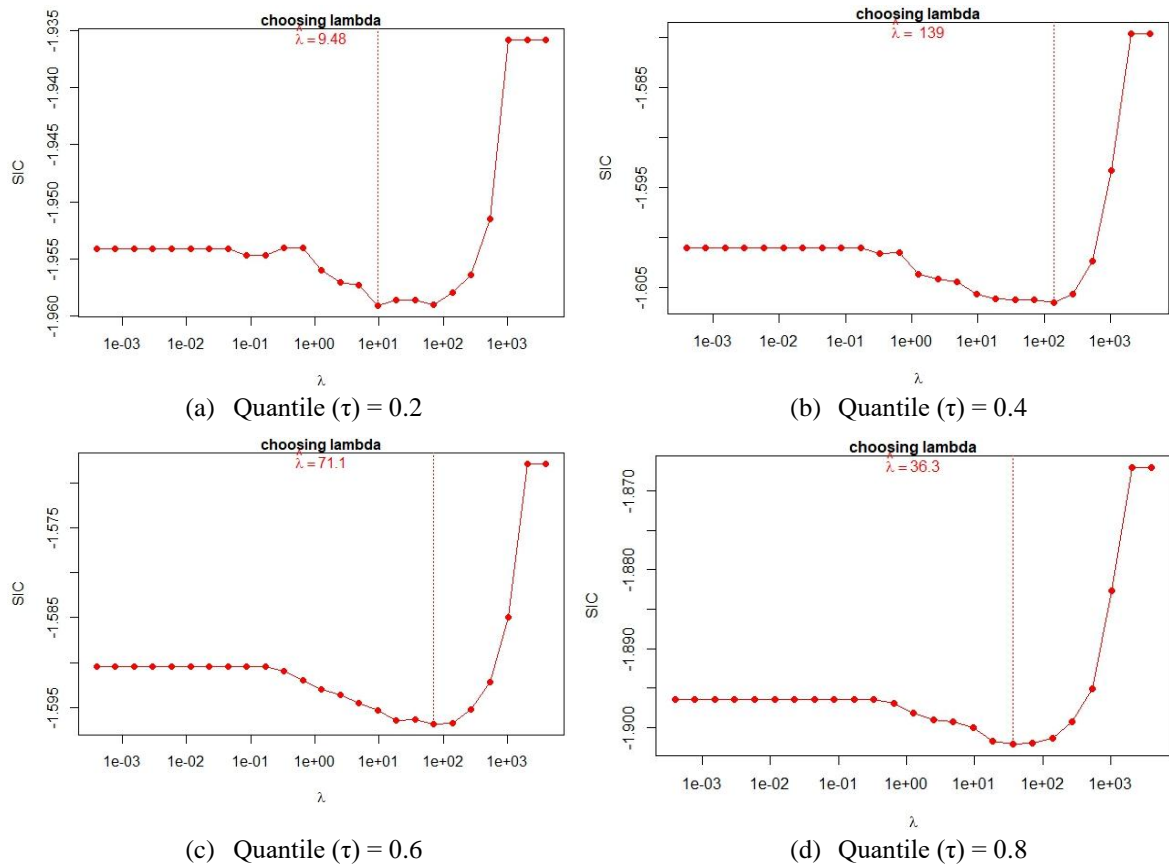 choosing lambda
λ̂ = 9.48
SIC
-1.935
-1.940
-1.945
-1.950
-1.955
-1.960
1e-03 1e-02 1e-01 1e+00 1e+01 1e+02 1e+03
λ
(a) Quantile (τ) = 0.2
choosing lambda
λ̂ = 139
SIC
-1.585
-1.595
-1.605
1e-03 1e-02 1e-01 1e+00 1e+01 1e+02 1e+03
λ
(b) Quantile (τ) = 0.4
choosing lambda
λ̂ = 71.1
SIC
-1.575
-1.585
-1.595
1e-03 1e-02 1e-01 1e+00 1e+01 1e+02 1e+03
λ
(c) Quantile (τ) = 0.6
choosing lambda
λ̂ = 36.3
SIC
-1.870
-1.880
-1.890
-1.900
1e-03 1e-02 1e-01 1e+00 1e+01 1e+02 1e+03
λ
(d) Quantile (τ) = 0.8